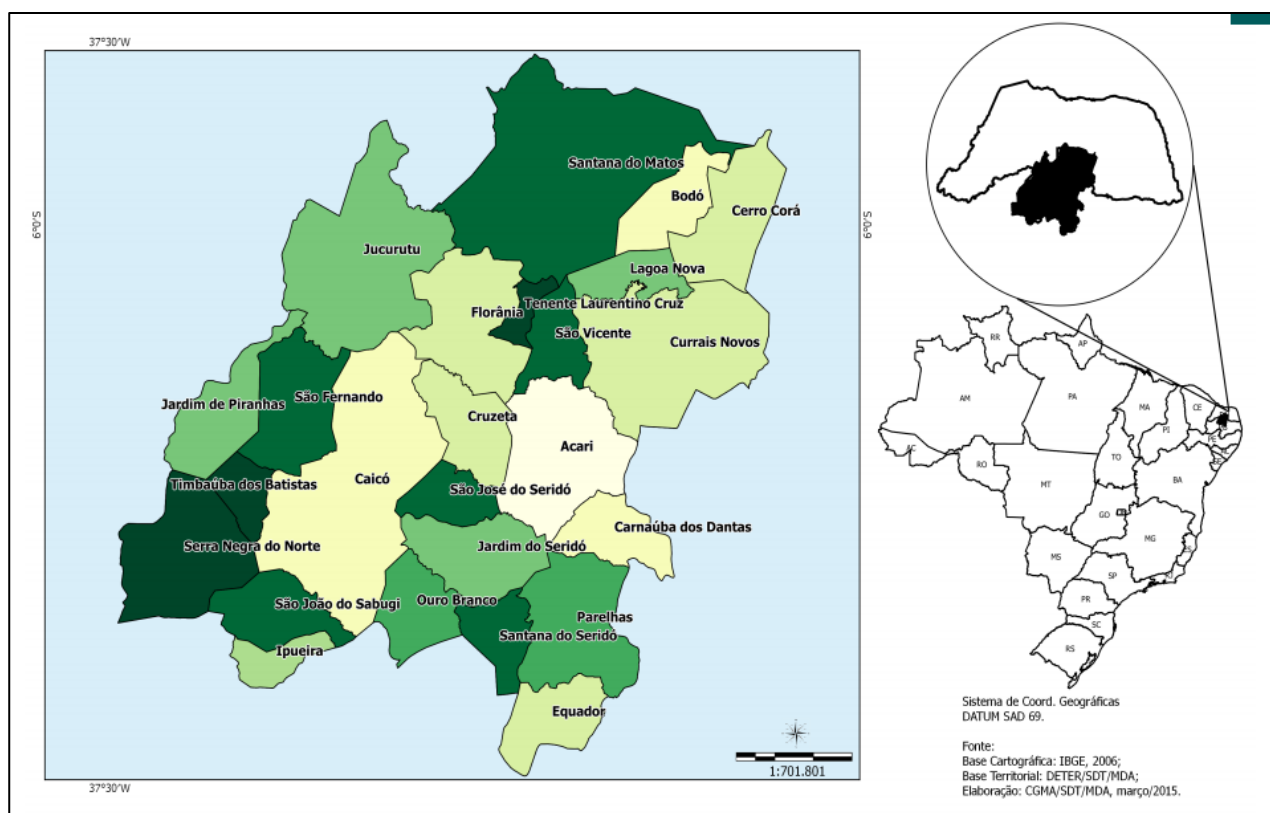 37°30'W
6°0'S
6°0'S
Santana do Matos
Bodó
Cerro Corá
Jucurutu
Lagoa Nova
Florânia
Tenente Laurentino Cruz
São Vicente
Currais Novos
São Fernando
Jardim de Piranhas
Cruzeta
Acari
Timbaúba dos Batistas
Caicó
São José do Seridó
Carnaúba dos Dantas
Serra Negra do Norte
Jardim do Seridó
São João do Sabugi
Ouro Branco
Parelhas
Santana do Seridó
Ipueira
Equador
1:701.801
37°30'W
RR
AP
AM
PA
MA
CE
PI
PE
AC
RO
TO
MT
BA
GO
MG
ES
MS
SP
RJ
PR
SC
RS
Sistema de Coord. Geográficas
DATUM SAD 69.
Fonte:
Base Cartográfica: IBGE, 2006;
Base Territorial: DETER/SDT/MDA;
Elaboração: CGMA/SDT/MDA, março/2015.